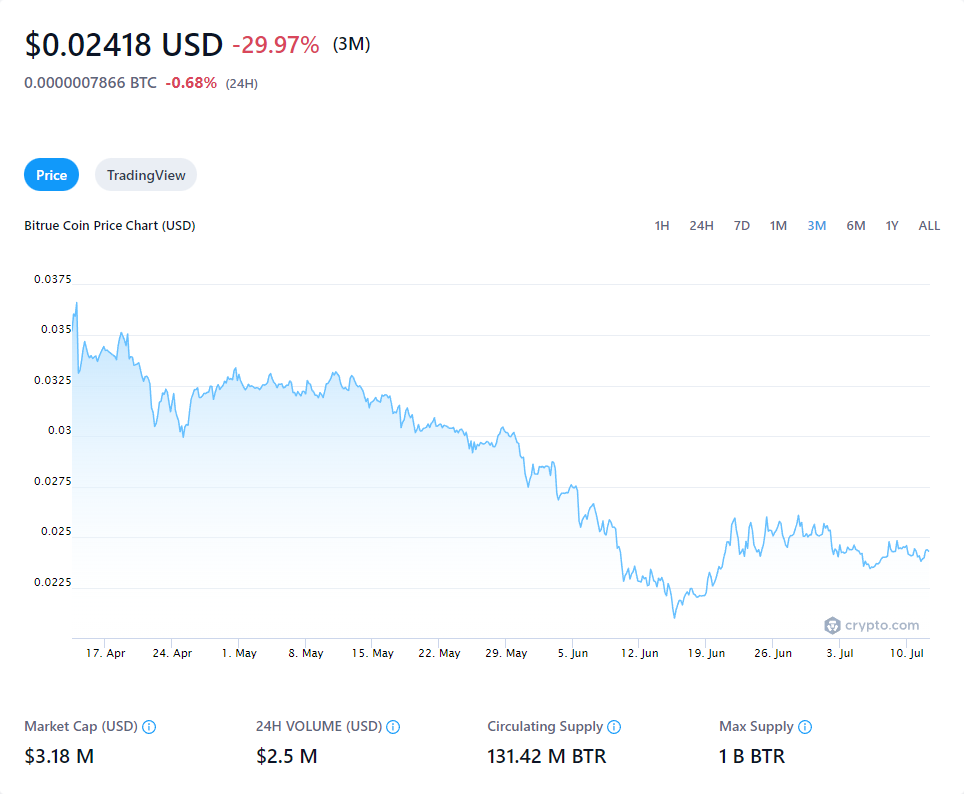 $0.02418 USD -29.97% (3M)
0.0000007866 BTC -0.68% (24H)
Price TradingView
Bitrue Coin Price Chart (USD) 1H 24H 7D 1M 3M 6M 1Y ALL
0.0375
0.035
0.0325
0.03
0.0275
0.025
0.0225
crypto.com
17. Apr 24. Apr 1. May 8. May 15. May 22. May 29. May 5. Jun 12. Jun 19. Jun 26. Jun 3. Jul 10. Jul
Market Cap (USD) 24H VOLUME (USD) Circulating Supply Max Supply
$3.18 M $2.5 M 131.42 M BTR 1 B BTR